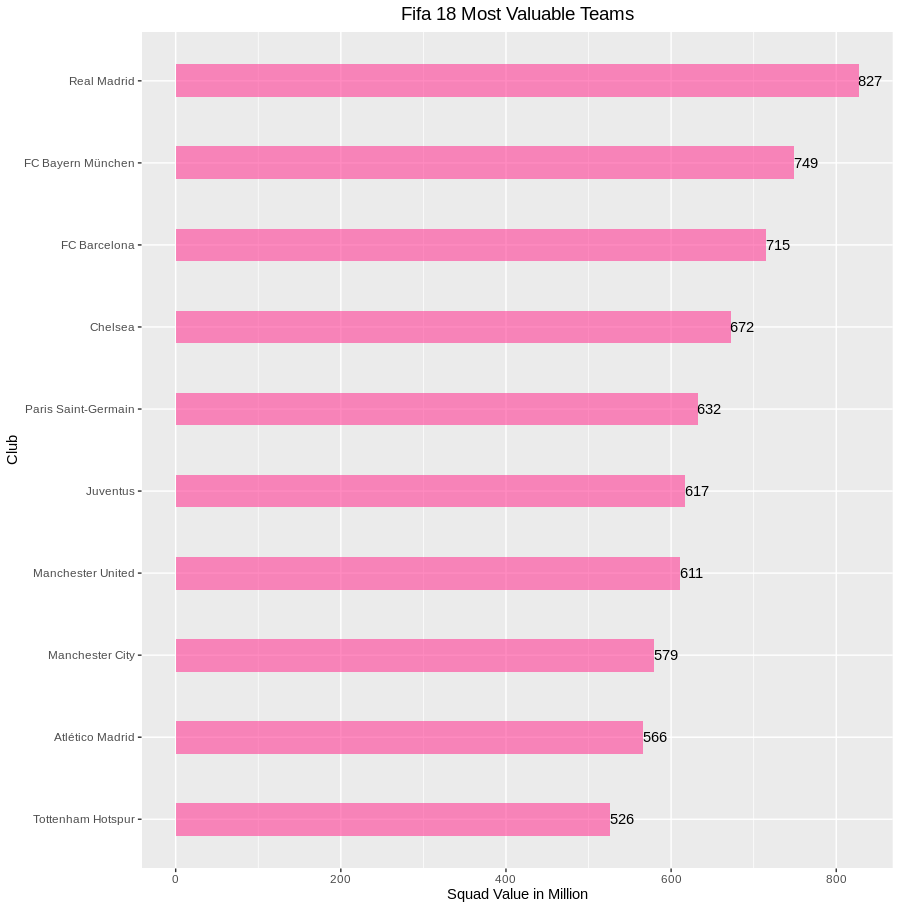 Fifa 18 Most Valuable Teams
Real Madrid 827
FC Bayern München 749
FC Barcelona 715
Chelsea 672
Paris Saint-Germain 632
Club
Juventus 617
Manchester United 611
Manchester City 579
Atlético Madrid 566
Tottenham Hotspur 526
0 200 400 600 800
Squad Value in Million